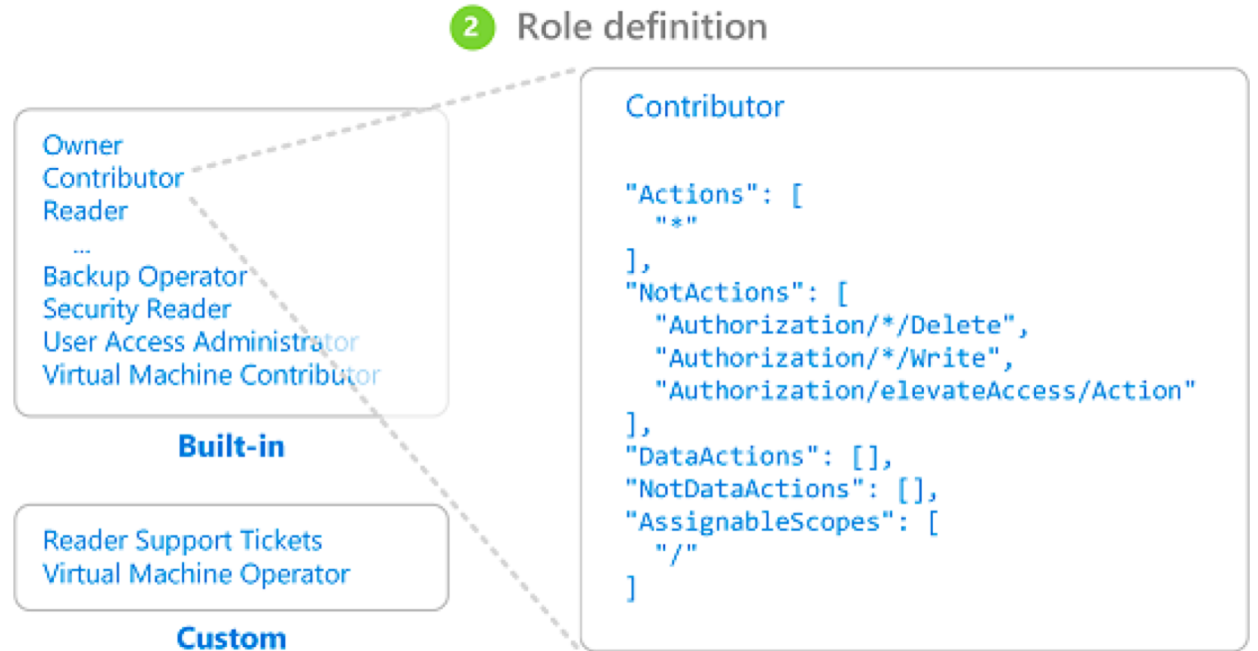 2 Role definition
Owner
Contributor
Reader
...
Backup Operator
Security Reader
User Access Administrator
Virtual Machine Contributor
Built-in
Reader Support Tickets
Virtual Machine Operator
Custom
Contributor
"Actions": [
"*"
],
"NotActions": [
"Authorization/*/Delete",
"Authorization/*/Write",
"Authorization/elevateAccess/Action"
],
"DataActions": [],
"NotDataActions": [],
"AssignableScopes": [
"/"
]